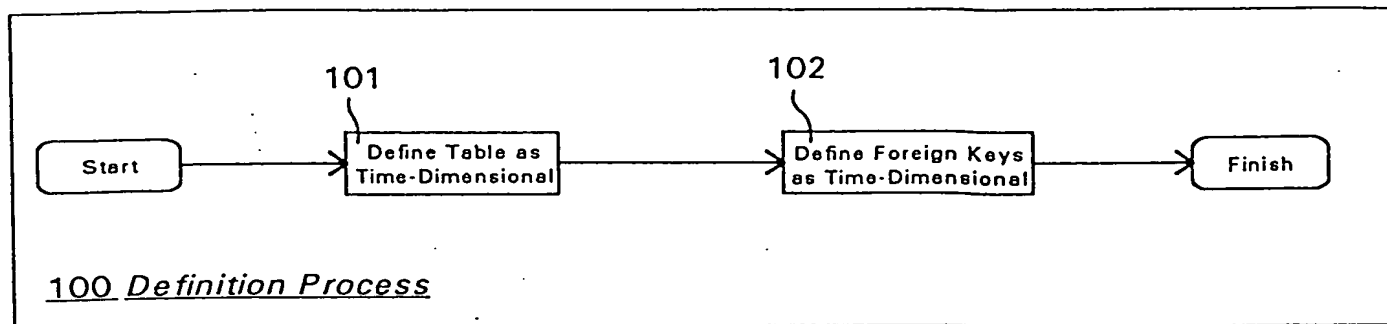 101
102
Start
Define Table as
Time-Dimensional
Define Foreign Keys
as Time-Dimensional
Finish
100 Definition Process